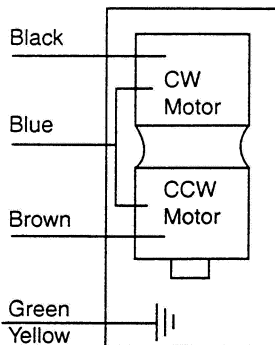 Black
CW
Motor
Blue
CCW
Motor
Brown
Green
Yellow